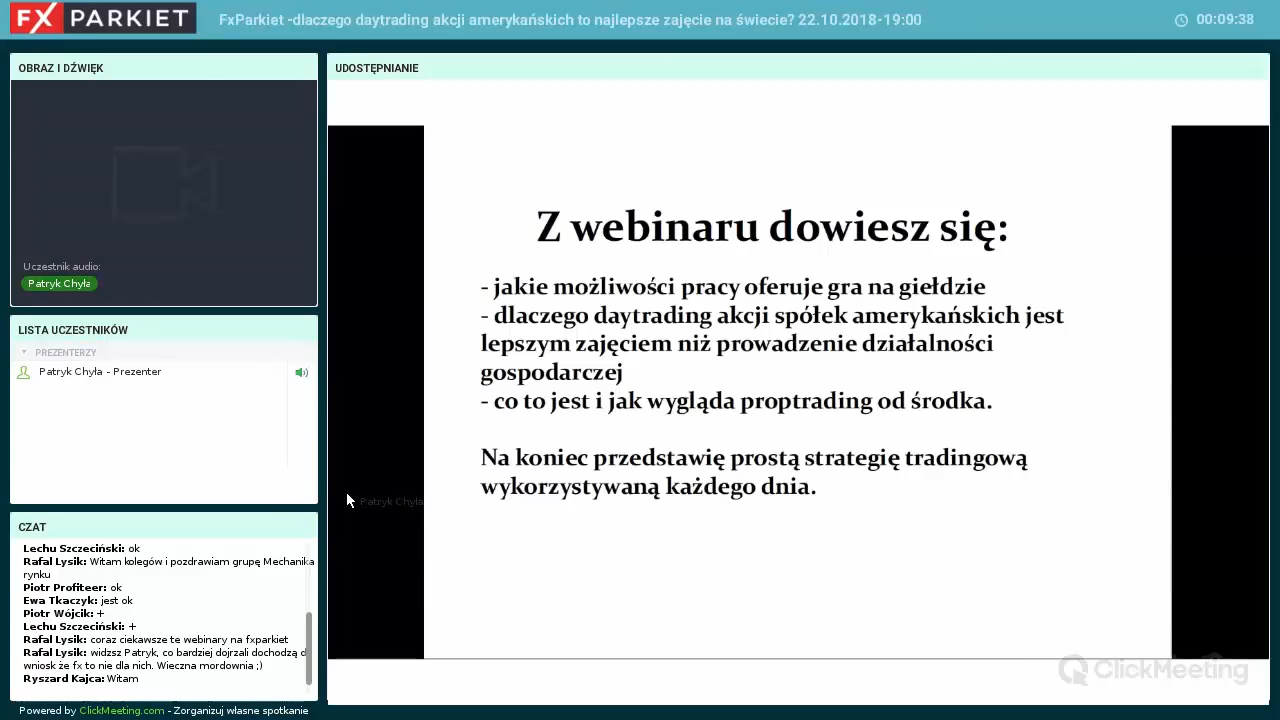 FX PARKIET
FxParkiet -dlaczego daytrading akcji amerykańskich to najlepsze zajęcie na świecie? 22.10.2018-19:00
00:09:38
OBRAZ I DŹWIĘK
Uczestnik audio:
Patryk Chyła
LISTA UCZESTNIKÓW
PREZENTERZY
Patryk Chyła - Prezenter
CZAT
Lechu Szczeciński: ok
Rafal Lysik: Witam kolegów i pozdrawiam grupę Mechanika
rynku
Piotr Profiteer: ok
Ewa Tkaczyk: jest ok
Piotr Wójcik: +
Lechu Szczeciński: +
Rafal Lysik: coraz ciekawsze te webinary na fxparkiet
Rafal Lysik: widzsz Patryk, co bardziej dojrzali dochodzą d
wniosk że fx to nie dla nich. Wieczna mordownia ;)
Ryszard Kajca: Witam
Powered by ClickMeeting.com - Zorganizuj własne spotkanie
UDOSTĘPNIANIE
Z webinaru dowiesz się:
- jakie możliwości pracy oferuje gra na giełdzie
- dlaczego daytrading akcji spółek amerykańskich jest
lepszym zajęciem niż prowadzenie działalności
gospodarczej
- co to jest i jak wygląda proptrading od środka.
Na koniec przedstawię prostą strategię tradingową
wykorzystywaną każdego dnia.
Patryk Chyła
ClickMeeting